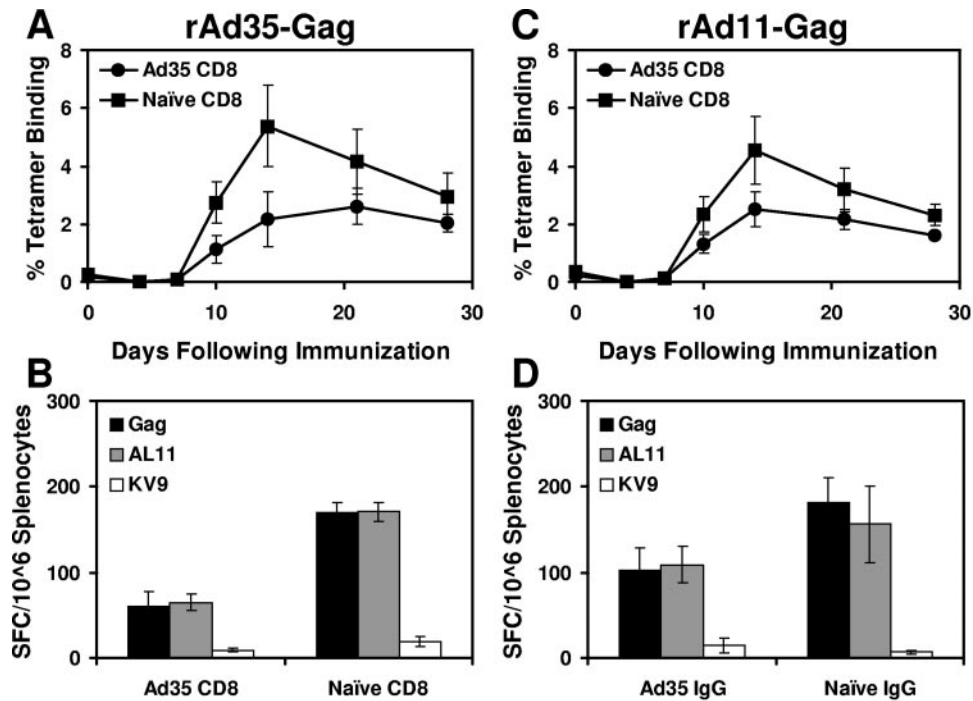 A
rAd35-Gag
8
6
4
2
0
% Tetramer Binding
Ad35 CD8
Naïve CD8
0
10
20
30
Days Following Immunization
C
rAd11-Gag
8
6
4
2
0
% Tetramer Binding
Ad35 CD8
Naïve CD8
0
10
20
30
Days Following Immunization
B
300
200
100
0
SFC/10^6 Splenocytes
Gag
AL11
KV9
Ad35 CD8
Naïve CD8
D
300
200
100
0
SFC/10^6 Splenocytes
Gag
AL11
KV9
Ad35 IgG
Naïve IgG